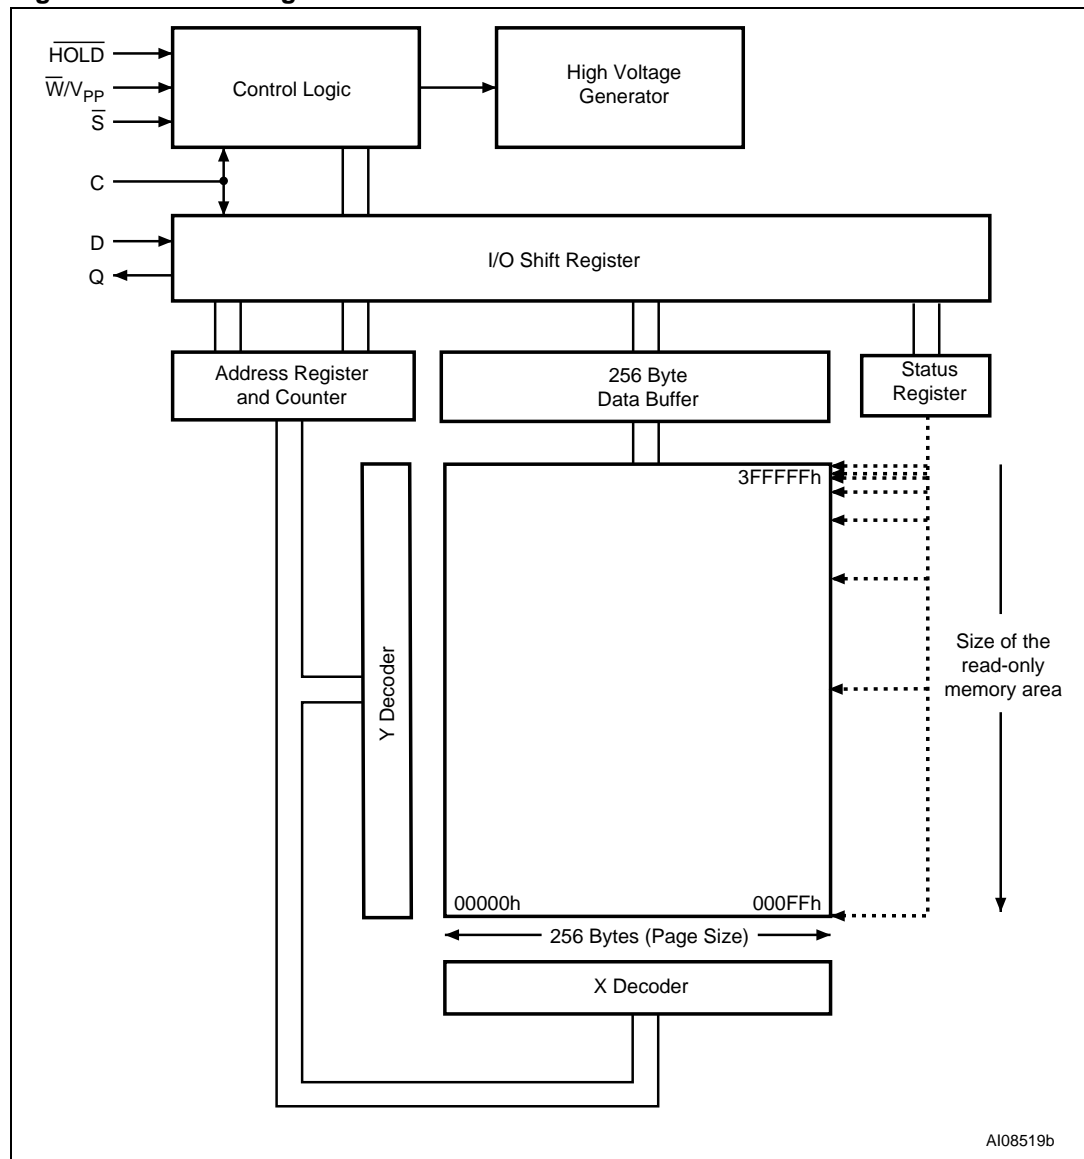 HOLD
W/VPP
S
C
D
Q
Control Logic
High Voltage
Generator
I/O Shift Register
Address Register
and Counter
256 Byte
Data Buffer
Status
Register
3FFFFFh
Y Decoder
Size of the
read-only
memory area
00000h
000FFh
256 Bytes (Page Size)
X Decoder
AI08519b